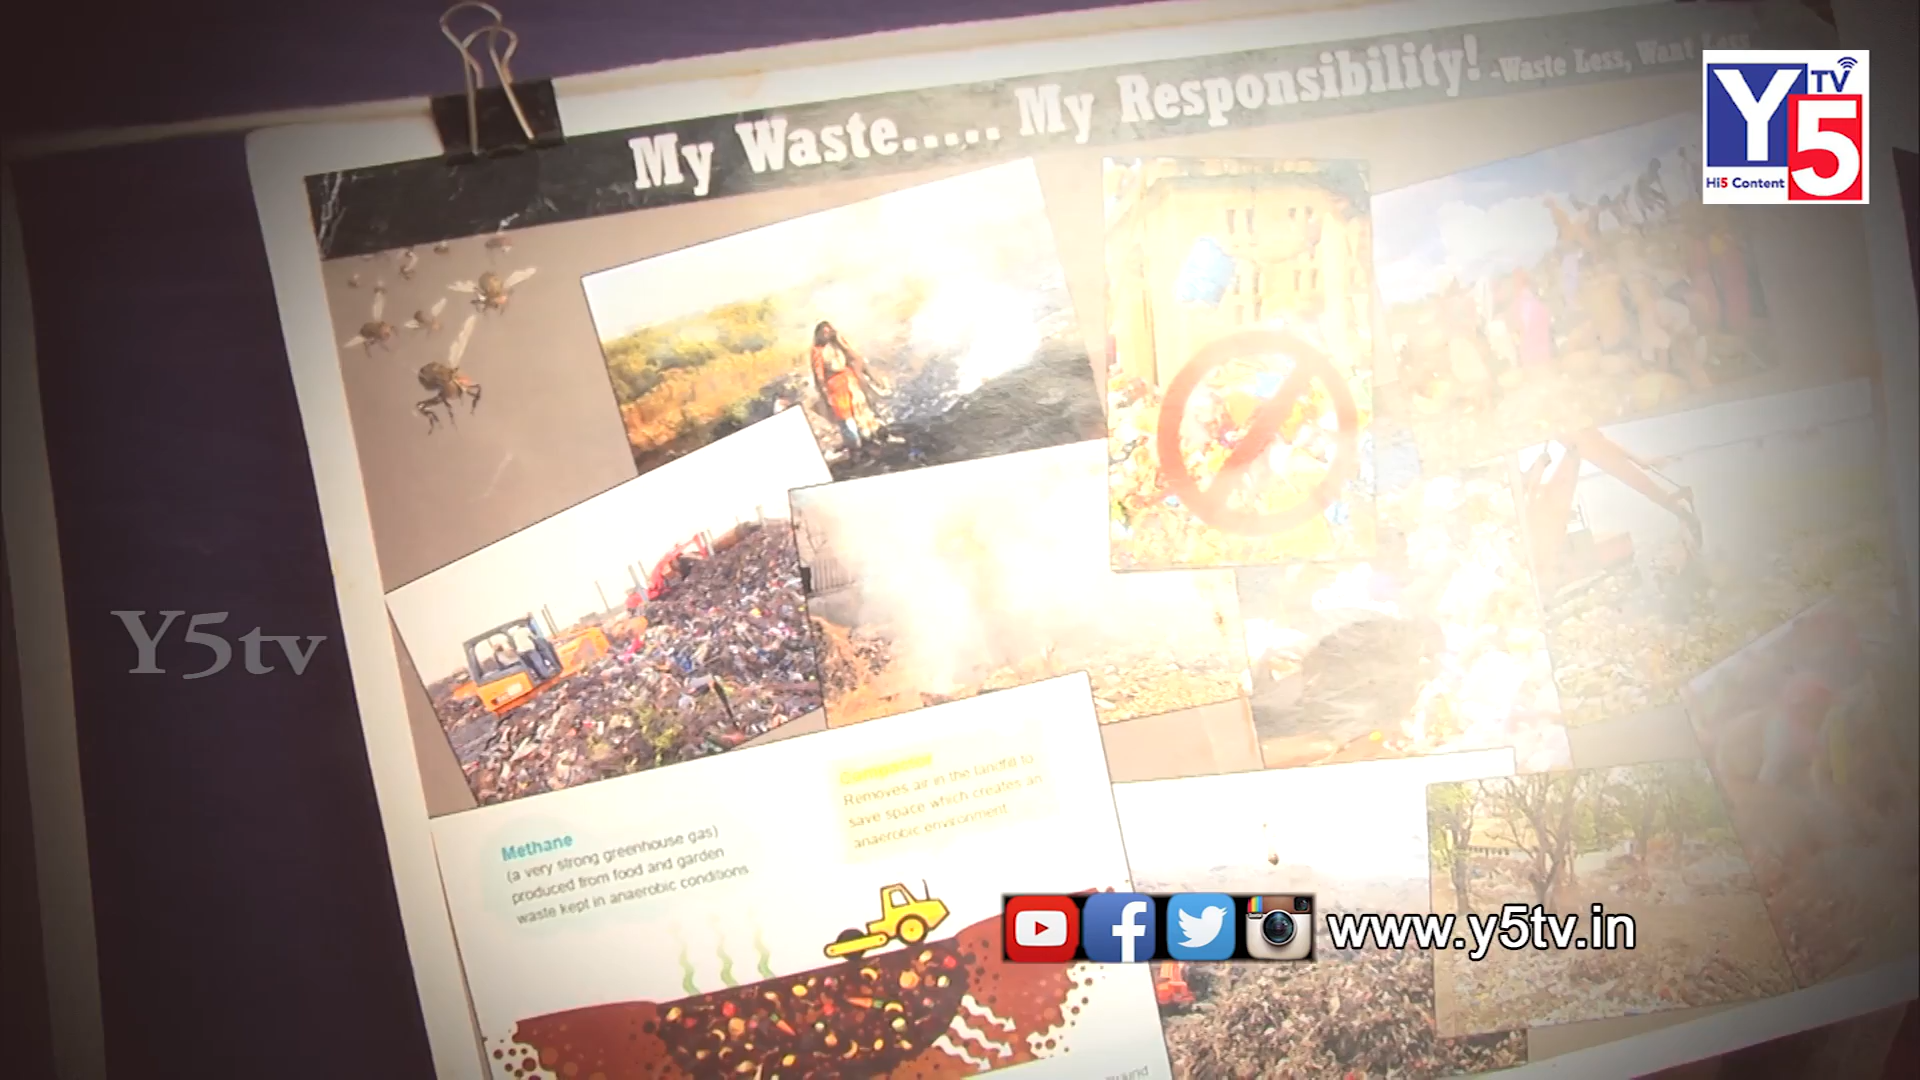 My Waste..... My Responsibility! -Waste Less, Want Less
Y TV
5
Hi5 Content
Y5tv
Compactor
Removes air in the landfill to
save space which creates an
anaerobic environment
Methane
(a very strong greenhouse gas)
produced from food and garden
waste kept in anaerobic conditions
www.y5tv.in